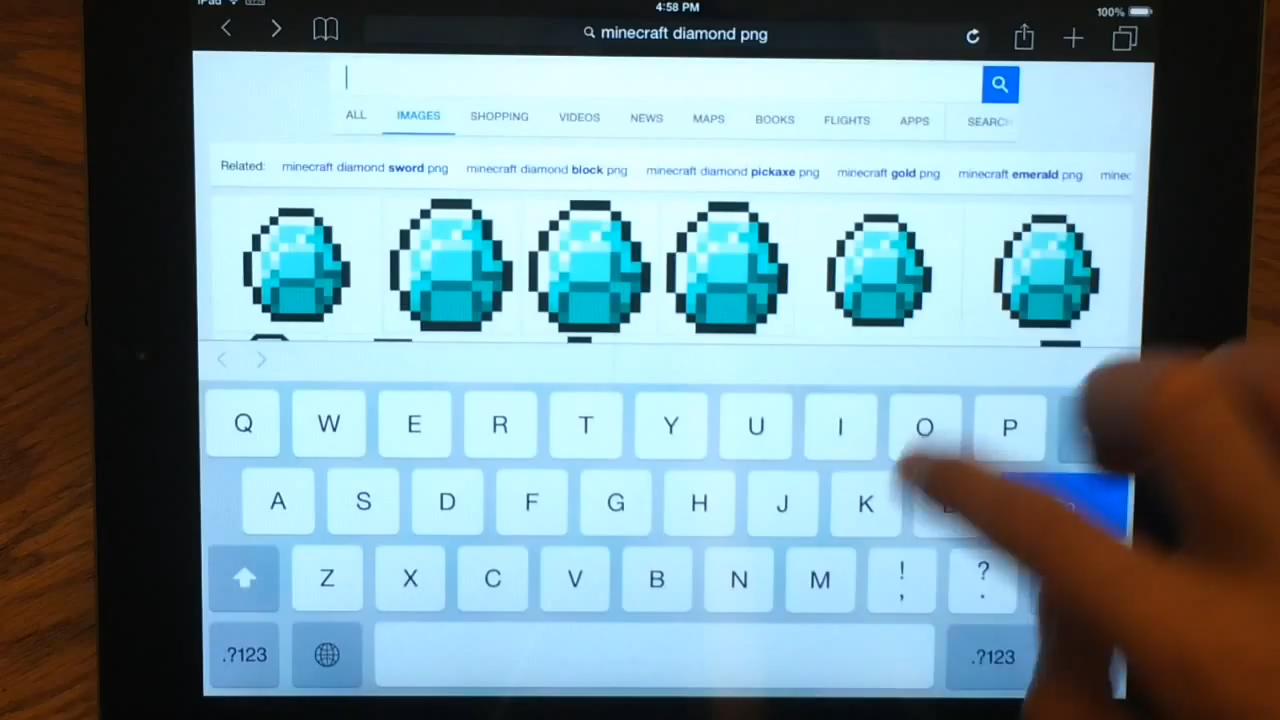 iPad 4:58 PM 100%
minecraft diamond png
ALL IMAGES SHOPPING VIDEOS NEWS MAPS BOOKS FLIGHTS APPS SEARCH
Related: minecraft diamond sword png minecraft diamond block png minecraft diamond pickaxe png minecraft gold png minecraft emerald png minec
Q W E R T Y U I O P
A S D F G H J K
Z X C V B N M ! ?
, .
.?123 .?123